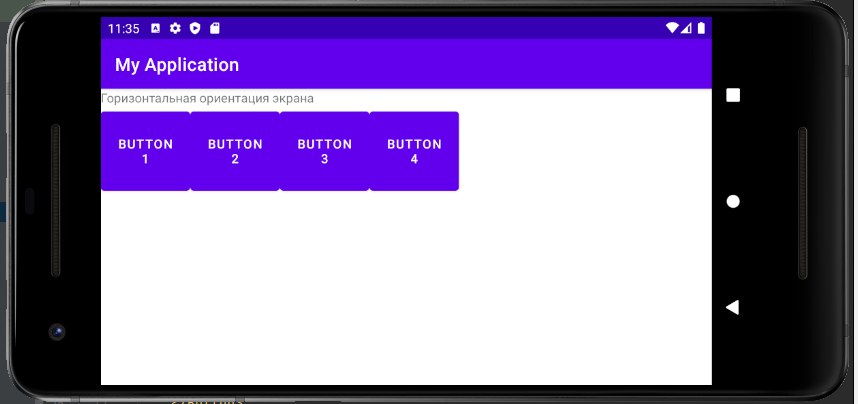 11:35
My Application
Горизонтальная ориентация экрана
BUTTON
1
BUTTON
2
BUTTON
3
BUTTON
4